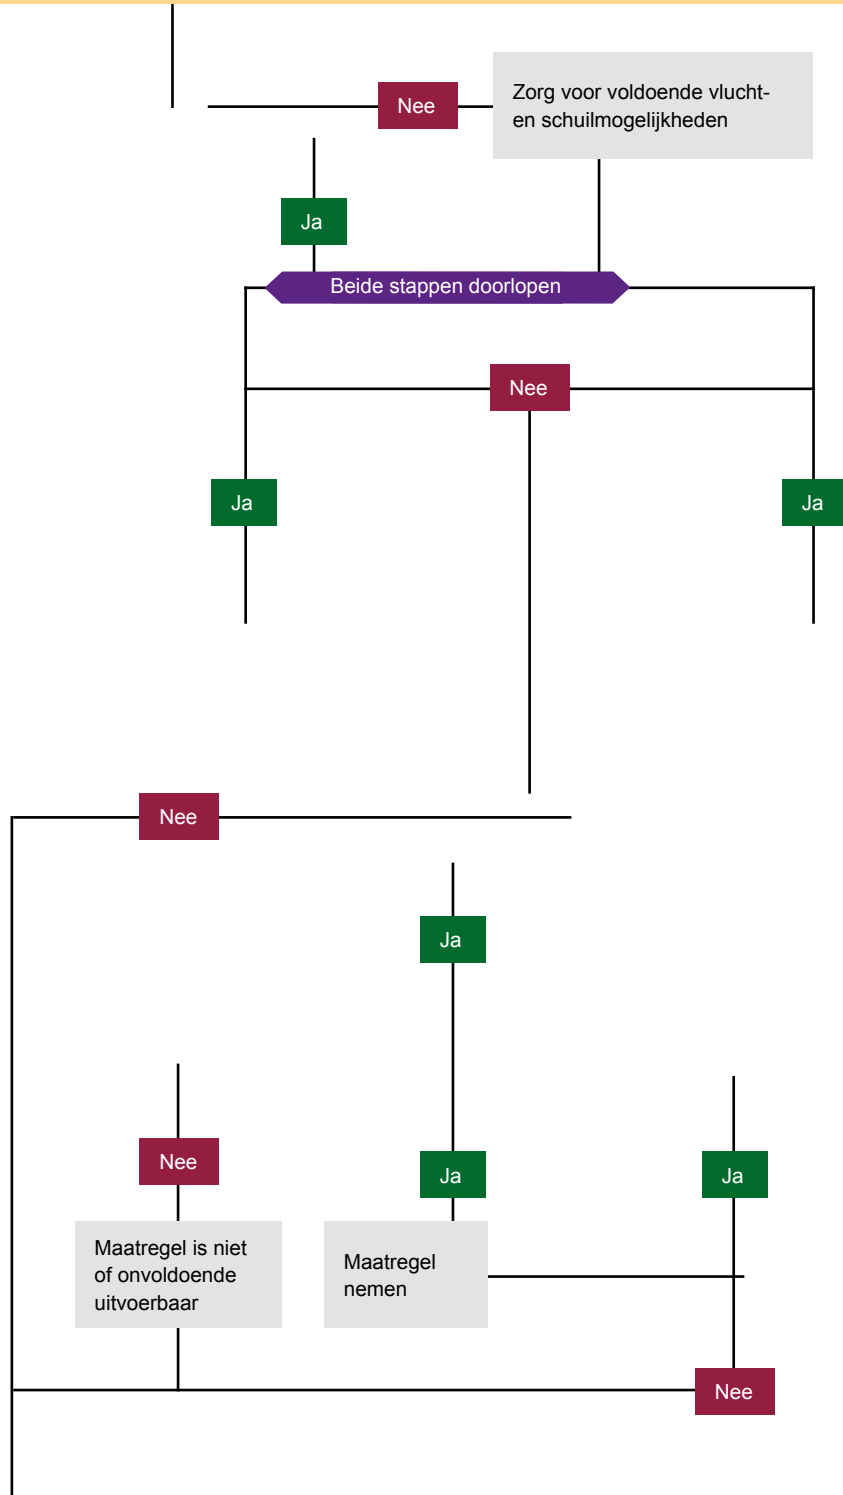 Nee
Zorg voor voldoende vlucht-
en schuilmogelijkheden
Ja
Beide stappen doorlopen
Nee
Ja
Ja
Nee
Ja
Nee
Ja
Ja
Maatregel is niet
of onvoldoende
uitvoerbaar
Maatregel
nemen
Nee